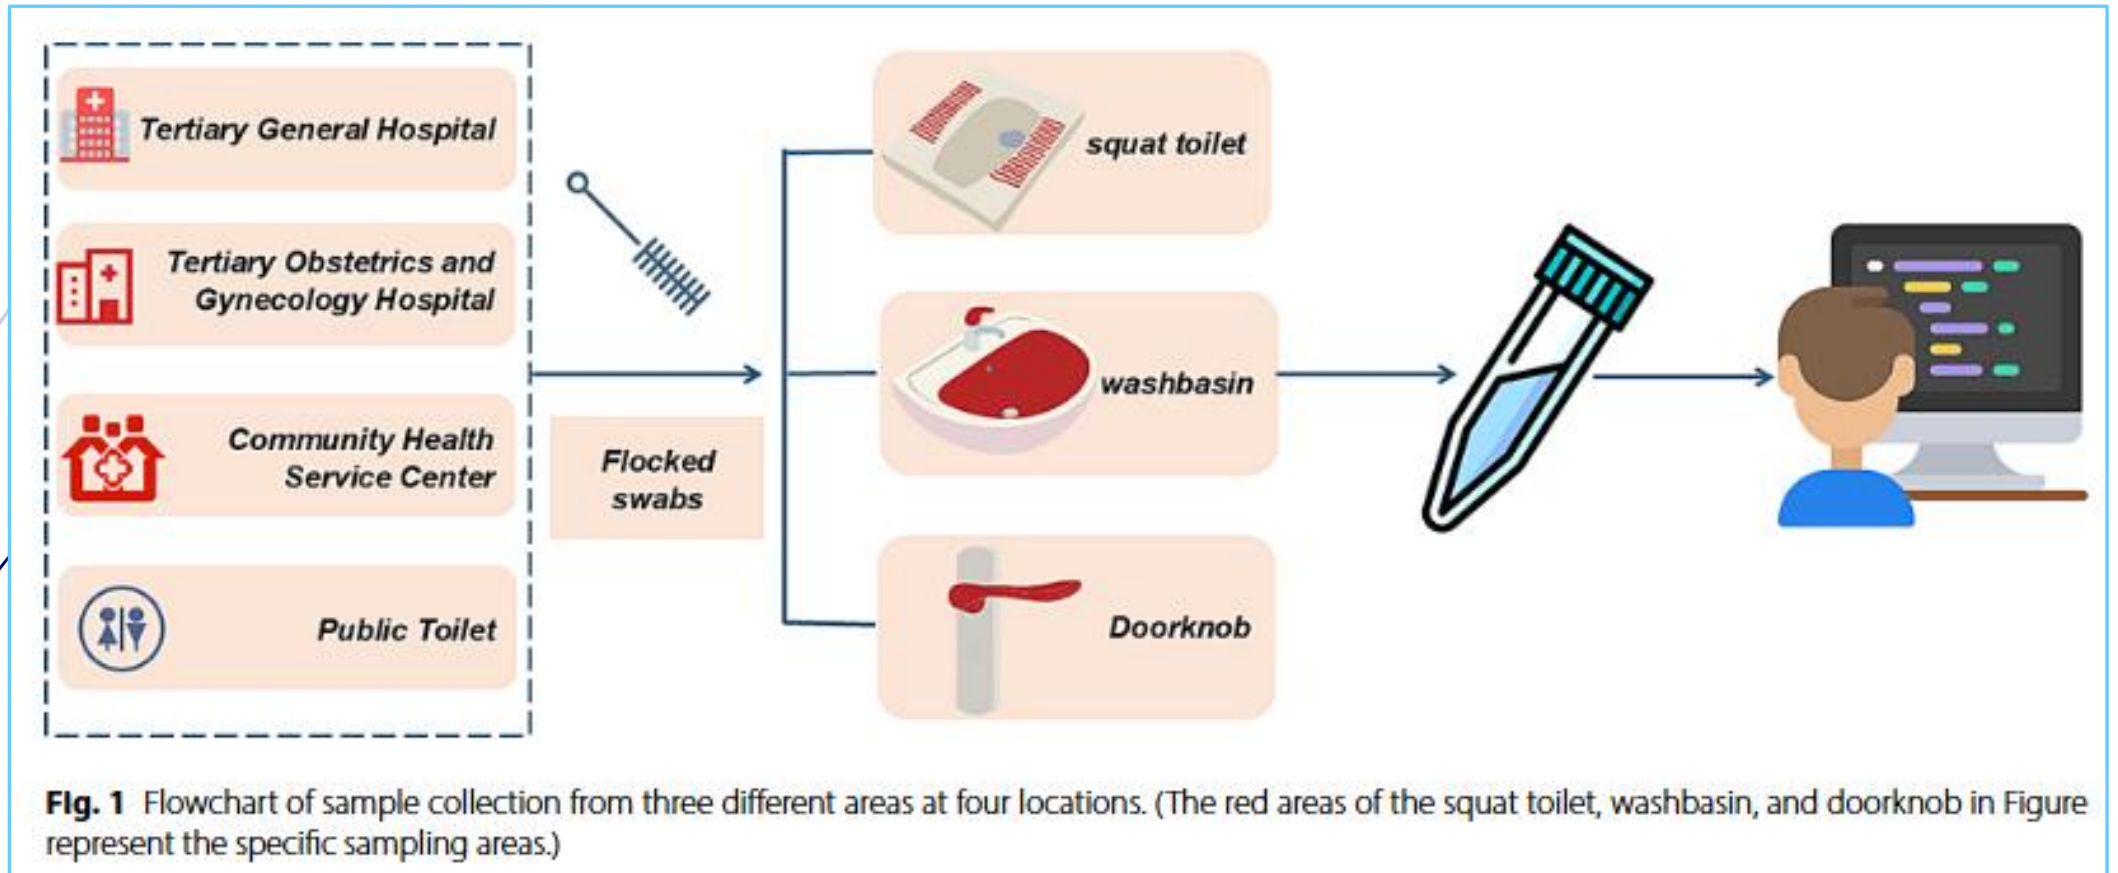 Tertiary General Hospital
Tertiary Obstetrics and
Gynecology Hospital
Community Health
Service Center
Public Toilet
Flocked
swabs
squat toilet
washbasin
Doorknob
Fig. 1 Flowchart of sample collection from three different areas at four locations. (The red areas of the squat toilet, washbasin, and doorknob in Figure
represent the specific sampling areas.)